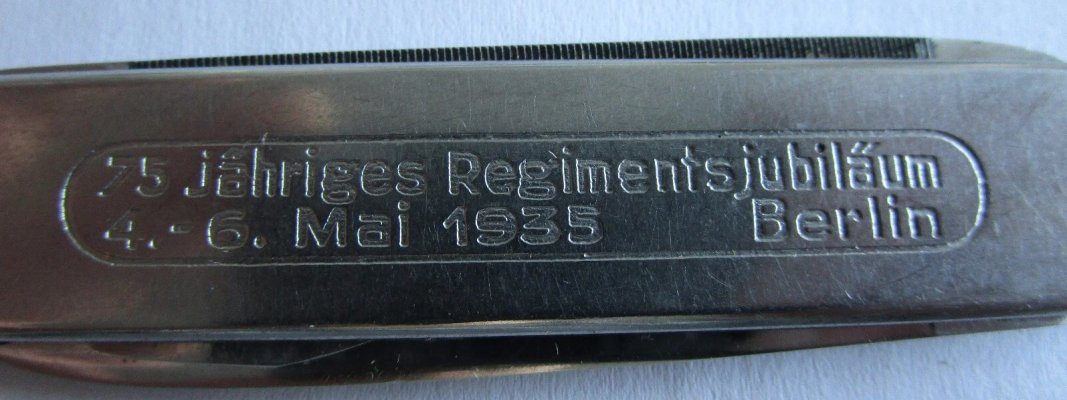 75 jähriges Regimentsjubiläum
4.-6. Mai 1935 Berlin